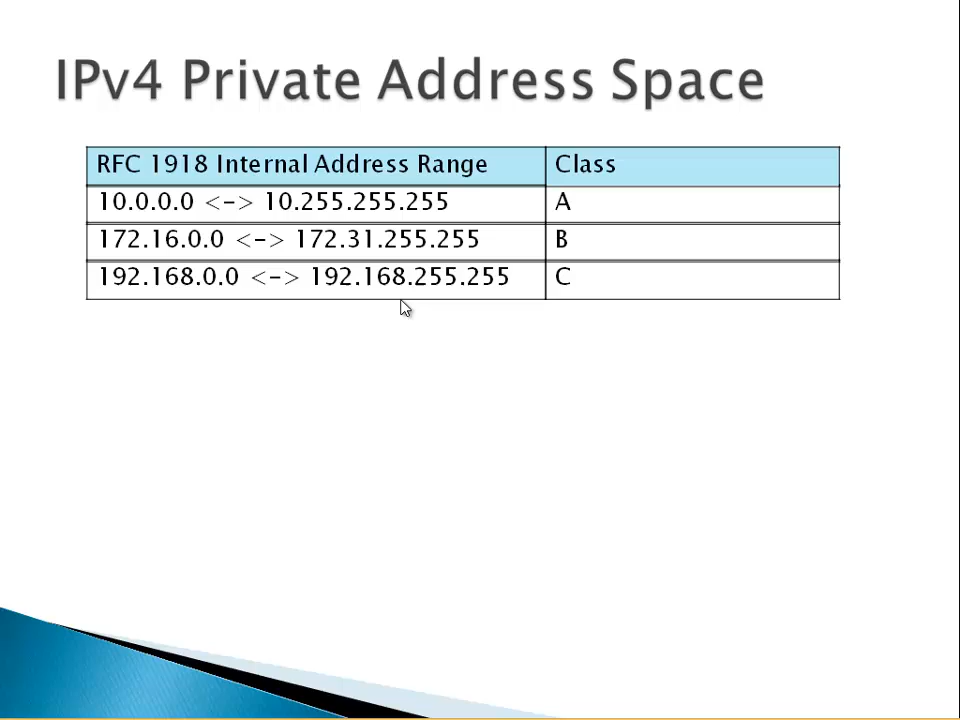 IPv4 Private Address Space
RFC 1918 Internal Address Range Class
10.0.0.0 <-> 10.255.255.255 A
172.16.0.0 <-> 172.31.255.255 B
192.168.0.0 <-> 192.168.255.255 C